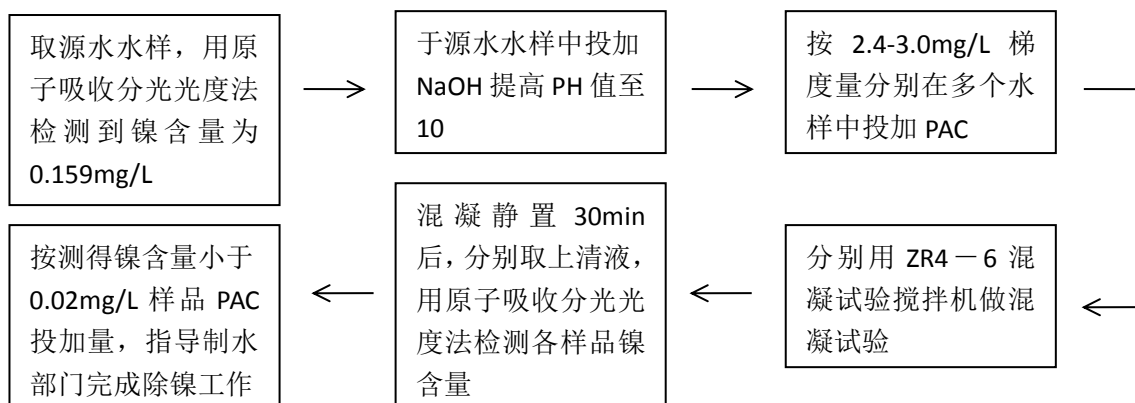 取源水水样，用原
子吸收分光光度法
检测到镍含量为
0.159mg/L
于源水水样中投加
NaOH 提高 PH 值至
10
按 2.4-3.0mg/L 梯
度量分别在多个水
样中投加 PAC
分别用 ZR4－6 混
凝试验搅拌机做混
凝试验
混凝静置 30min
后，分别取上清液，
用原子吸收分光光
度法检测各样品镍
含量
按测得镍含量小于
0.02mg/L 样品 PAC
投加量，指导制水
部门完成除镍工作